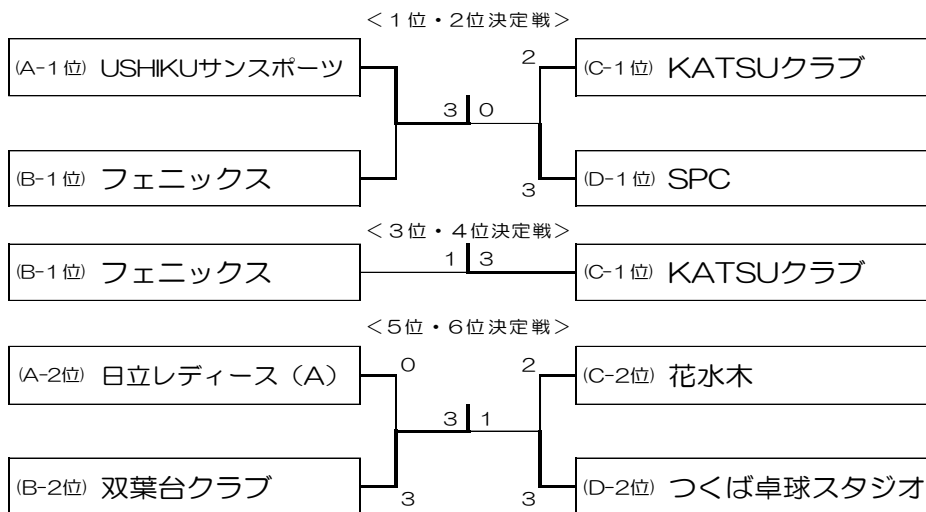 ＜１位・２位決定戦＞
(A-1位) USHIKUサンスポーツ
2
(C-1位) KATSUクラブ
3 0
(B-1位) フェニックス
3
(D-1位) SPC
＜３位・４位決定戦＞
(B-1位) フェニックス
1 3
(C-1位) KATSUクラブ
＜５位・６位決定戦＞
(A-2位) 日立レディース（A）
0
2
(C-2位) 花水木
3 1
(B-2位) 双葉台クラブ
3
3
(D-2位) つくば卓球スタジオ